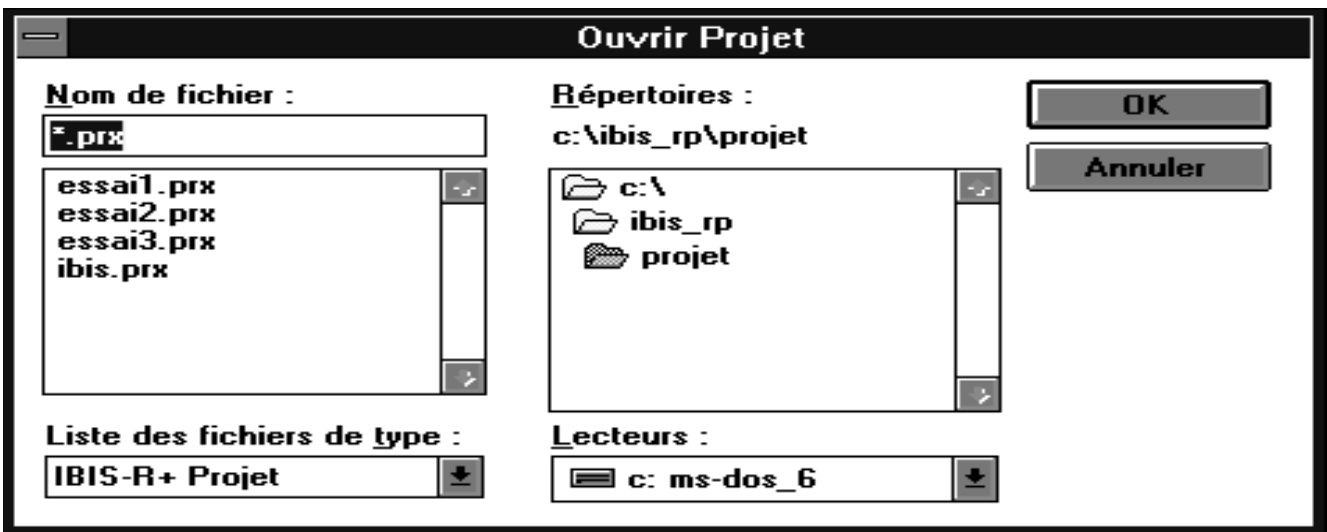 Ouvrir Projet
Nom de fichier :
*.prx
essai1.prx
essai2.prx
essai3.prx
ibis.prx
Liste des fichiers de type :
IBIS-R+ Projet
Répertoires :
c:\ibis_rp\projet
c:\
ibis_rp
projet
Lecteurs :
c: ms-dos_6
OK
Annuler